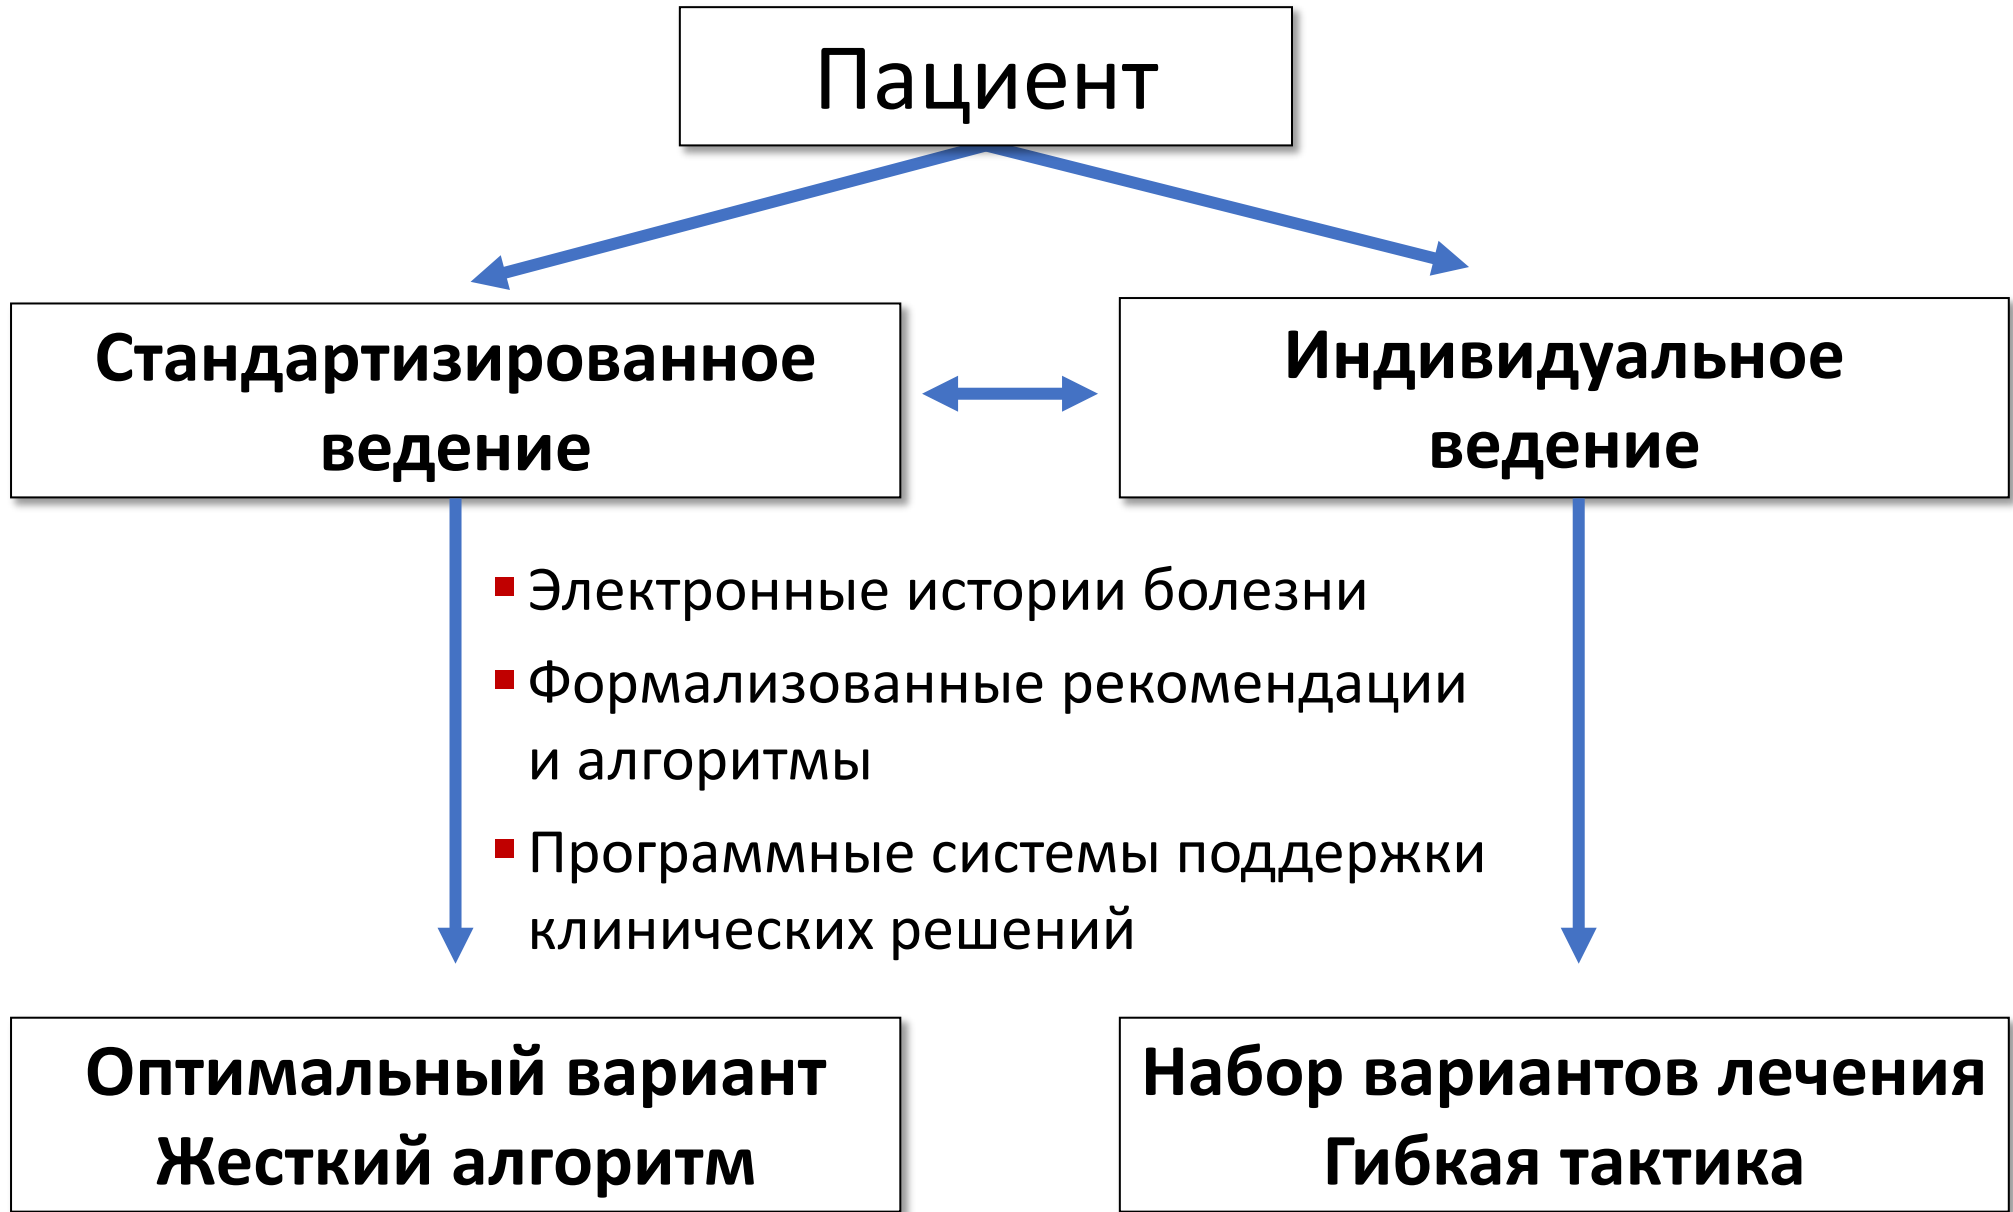 Пациент
Стандартизированное
ведение
Индивидуальное
ведение
Электронные истории болезни
Формализованные рекомендации
и алгоритмы
Программные системы поддержки
клинических решений
Оптимальный вариант
Жесткий алгоритм
Набор вариантов лечения
Гибкая тактика